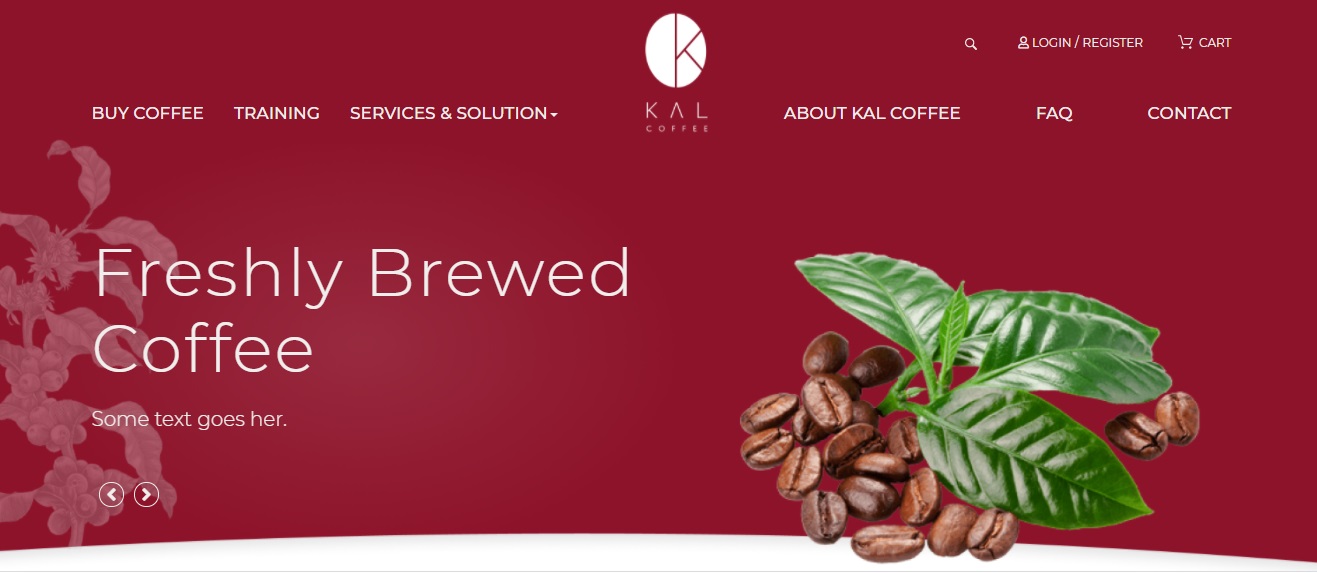 LOGIN / REGISTER
CART
BUY COFFEE
TRAINING
SERVICES & SOLUTION
KAL
COFFEE
ABOUT KAL COFFEE
FAQ
CONTACT
Freshly Brewed
Coffee
Some text goes her.